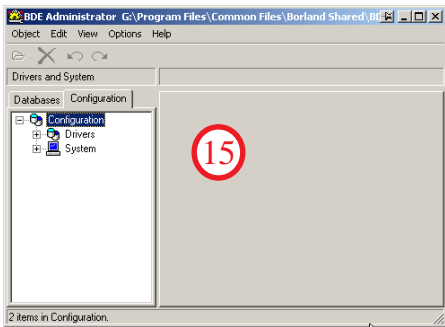 BDE Administrator G:\Program Files\Common Files\Borland Shared\BI
Object Edit View Options Help
Drivers and System
Databases Configuration
Configuration
Drivers
System
15
2 items in Configuration.